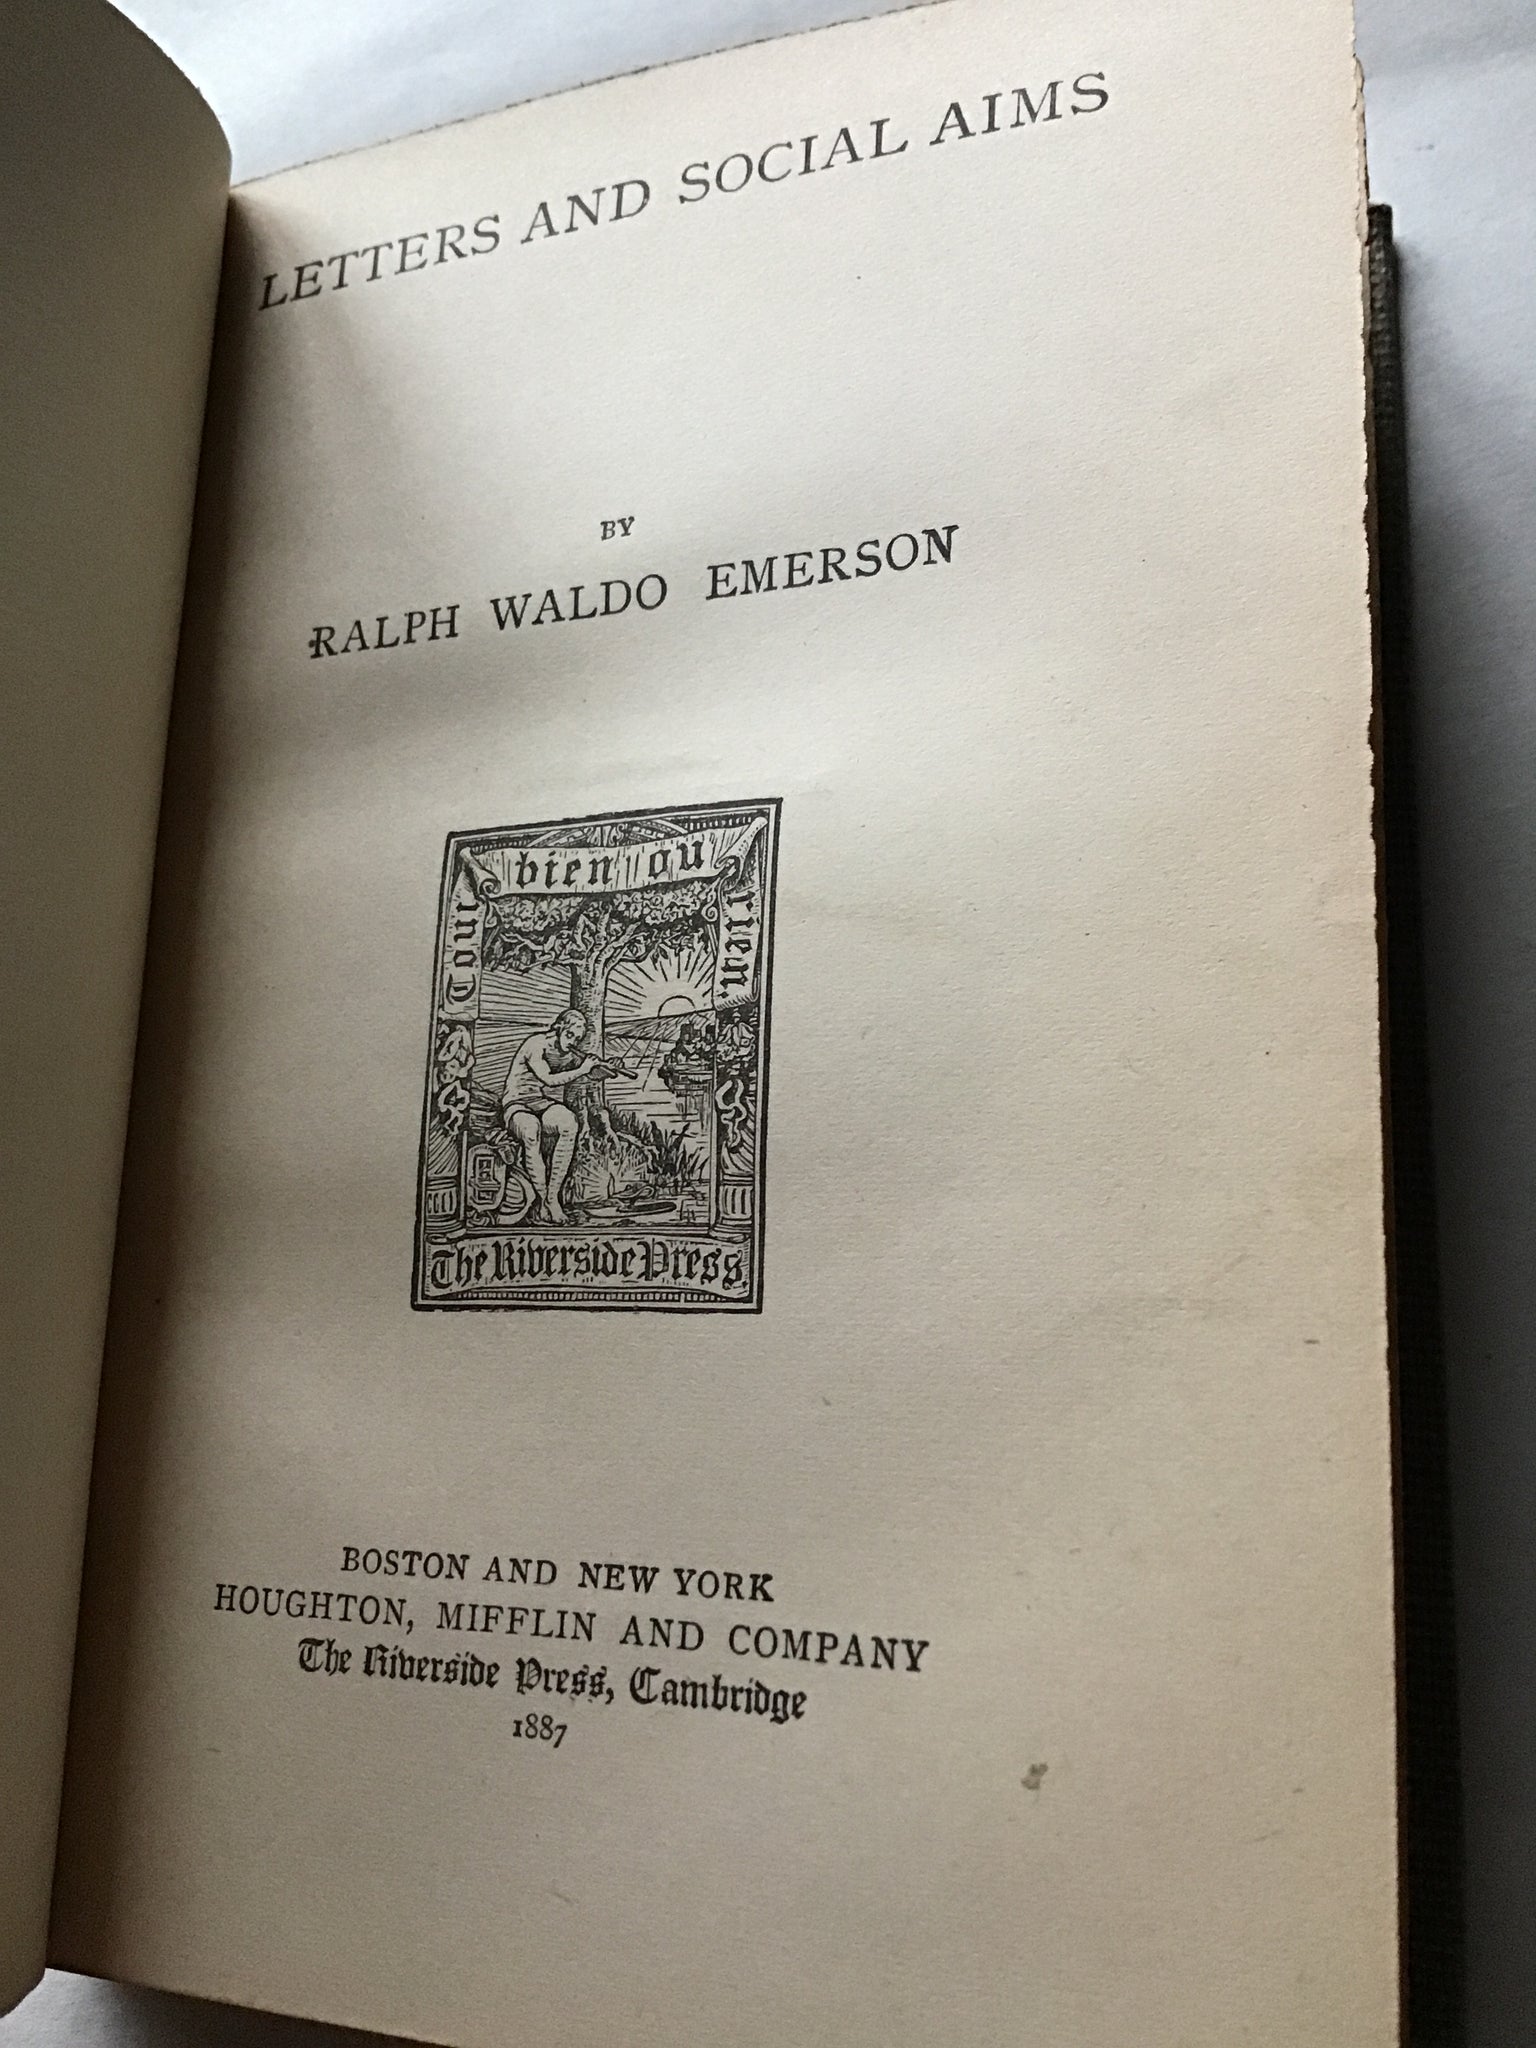 LETTERS AND SOCIAL AIMS
BY
RALPH WALDO EMERSON
Tout bien ou rien.
The Riverside Press
BOSTON AND NEW YORK
HOUGHTON, MIFFLIN AND COMPANY
The Riverside Press, Cambridge
1887